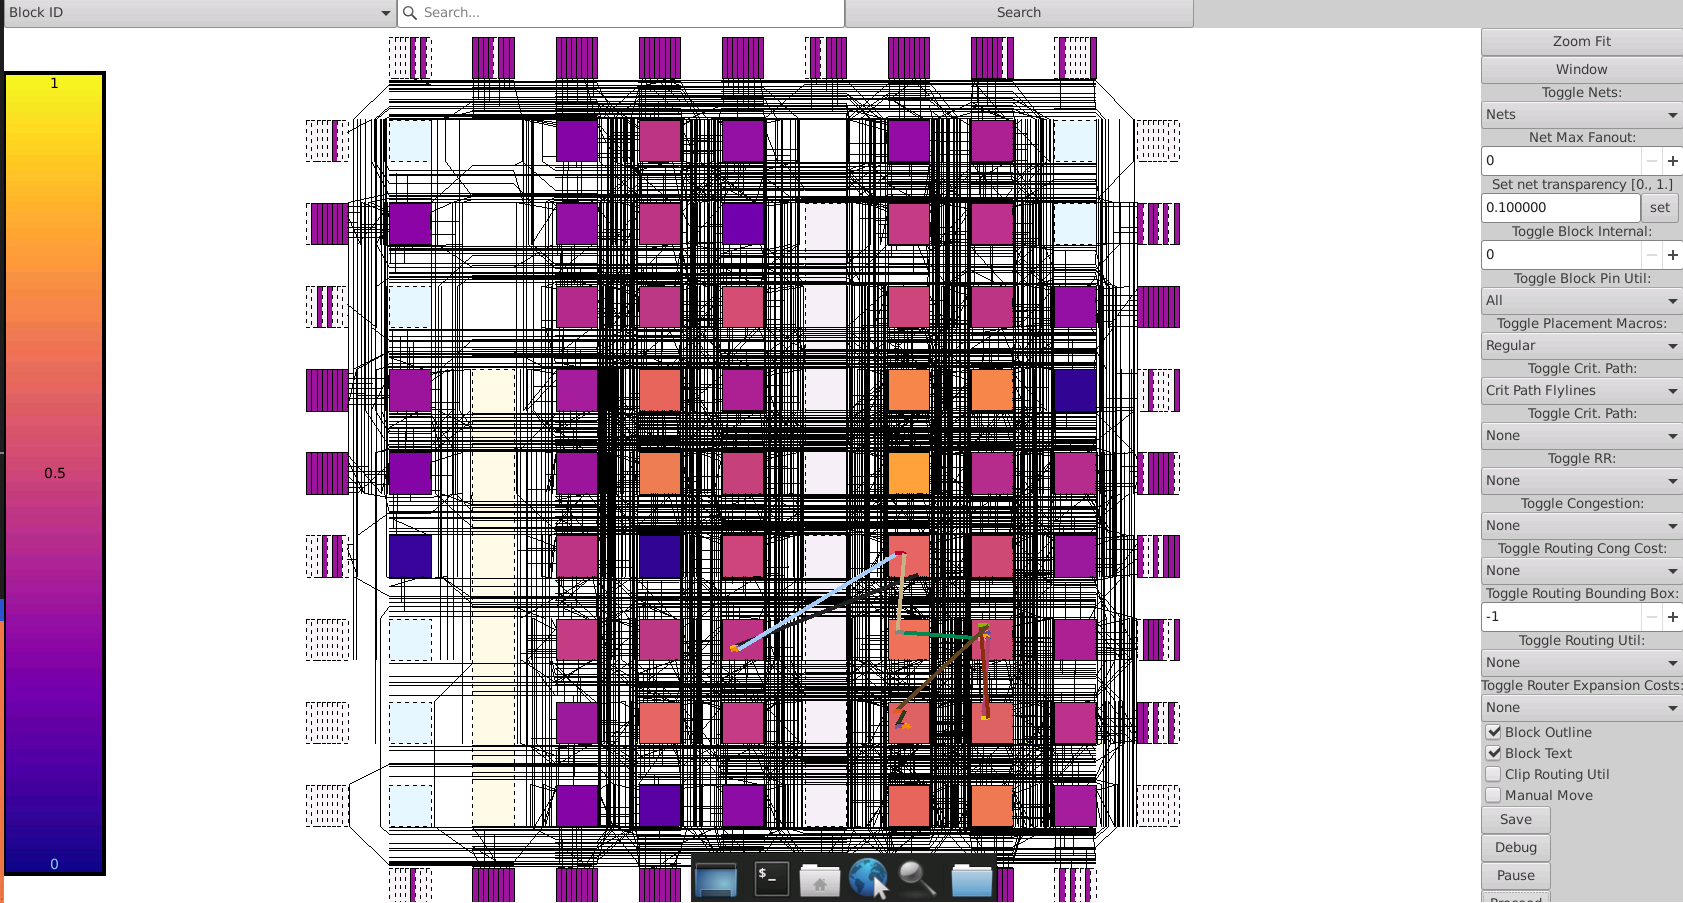 Block ID
Search...
Search
1
0.5
0
Zoom Fit
Window
Toggle Nets:
Nets
Net Max Fanout:
0
Set net transparency [0., 1.]
0.100000
set
Toggle Block Internal:
0
Toggle Block Pin Util:
All
Toggle Placement Macros:
Regular
Toggle Crit. Path:
Crit Path Flylines
Toggle Crit. Path:
None
Toggle RR:
None
Toggle Congestion:
None
Toggle Routing Cong Cost:
None
Toggle Routing Bounding Box:
-1
Toggle Routing Util:
None
Toggle Router Expansion Costs:
None
Block Outline
Block Text
Clip Routing Util
Manual Move
Save
Debug
Pause
Proceed
$_